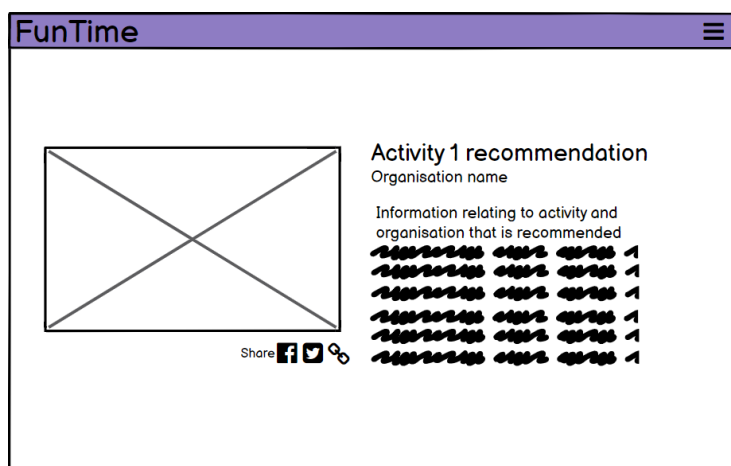 FunTime
Activity 1 recommendation
Organisation name
Information relating to activity and
organisation that is recommended
Share